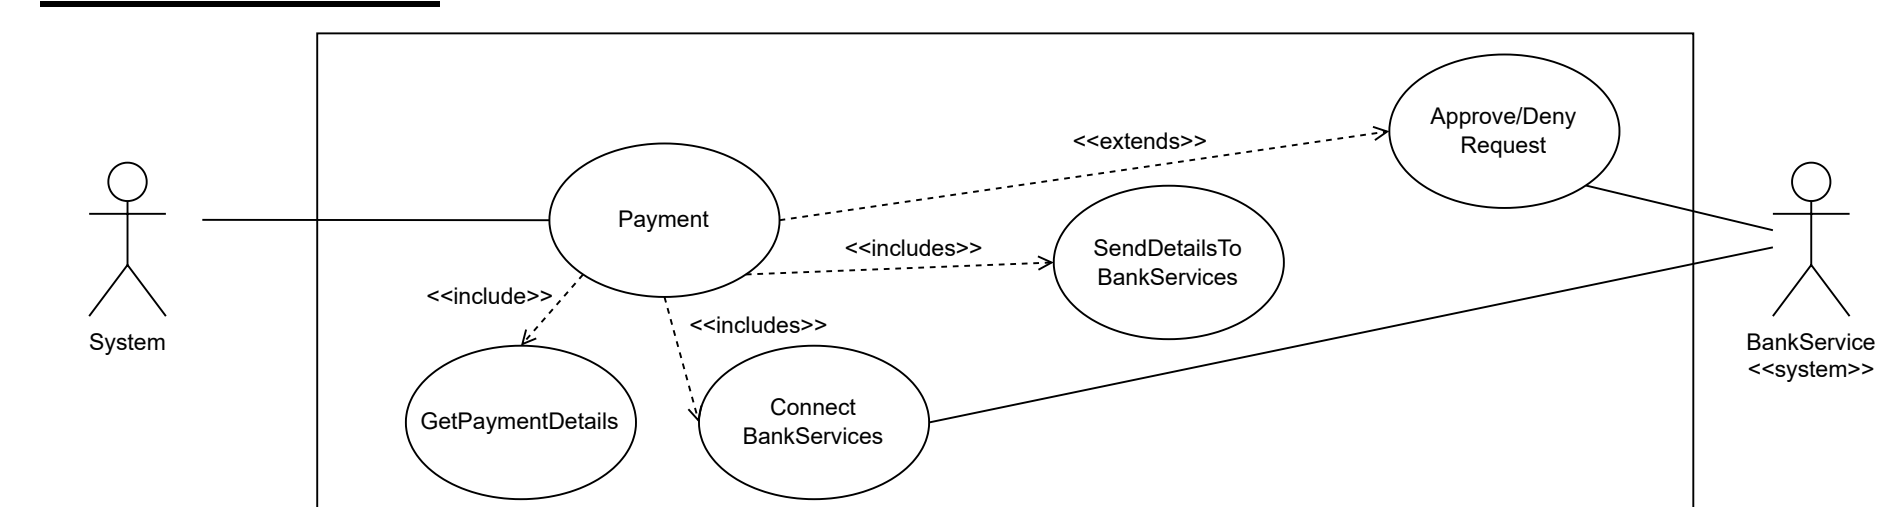 Approve/Deny
Request
<<extends>>
Payment
<<includes>>
SendDetailsTo
BankServices
<<include>>
<<includes>>
System
BankService
<<system>>
GetPaymentDetails
Connect
BankServices